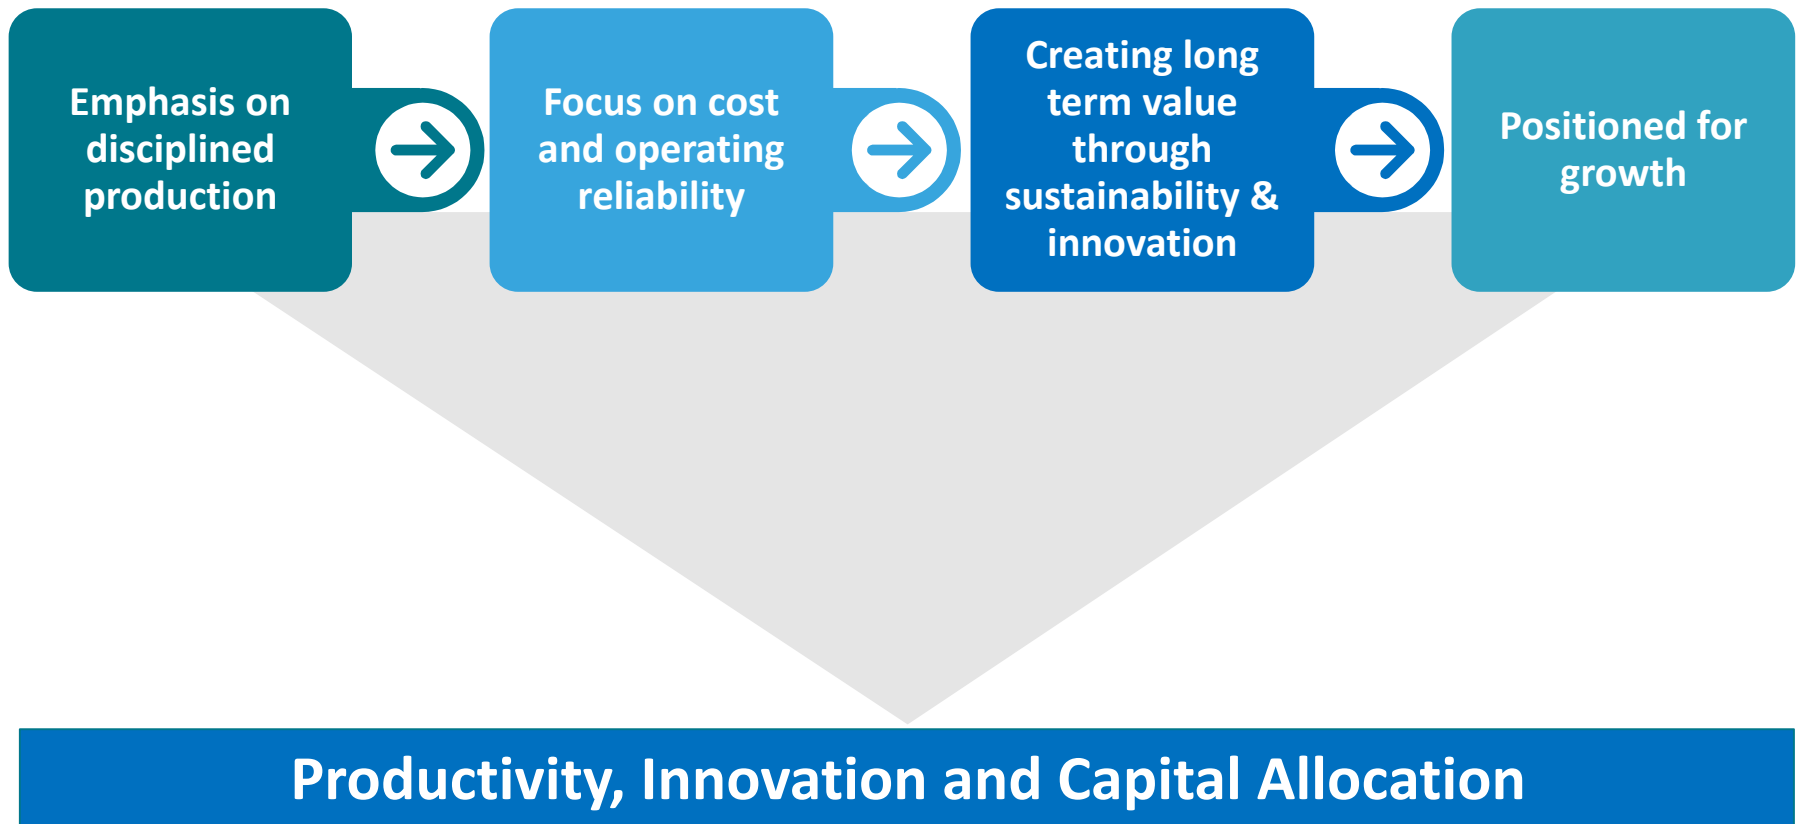 Emphasis on
disciplined
production
Focus on cost
and operating
reliability
Creating long
term value
through
sustainability &
innovation
Positioned for
growth
Productivity, Innovation and Capital Allocation